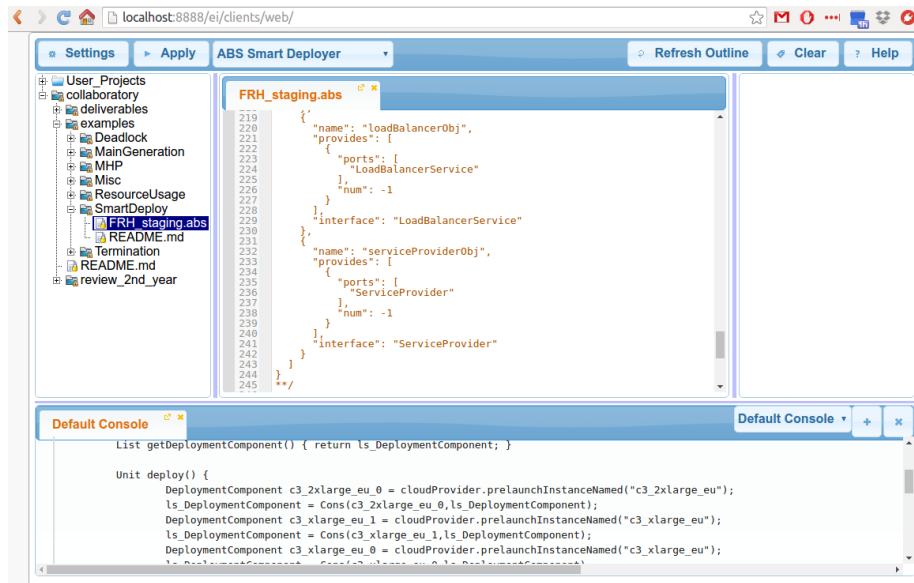 localhost:8888/ei/clients/web/
Settings
Apply
ABS Smart Deployer
Refresh Outline
Clear
? Help
User_Projects
collaboratory
deliverables
examples
Deadlock
MainGeneration
MHP
Misc
ResourceUsage
SmartDeploy
FRH_staging.abs
README.md
Termination
README.md
review_2nd_year
FRH_staging.abs
219 {
220 "name": "loadBalancerObj",
221 "provides": [
222 {
223 "ports": [
224 "LoadBalancerService"
225 ],
226 "num": -1
227 }
228 ],
229 "interface": "LoadBalancerService"
230 },
231 {
232 "name": "serviceProviderObj",
233 "provides": [
234 {
235 "ports": [
236 "ServiceProvider"
237 ],
238 "num": -1
239 }
240 ],
241 "interface": "ServiceProvider"
242 }
243 ]
244 }
245 **/
Default Console
Default Console
List getDeploymentComponent() { return ls_DeploymentComponent; }
Unit deploy() {
DeploymentComponent c3_2xlarge_eu_0 = cloudProvider.prelaunchInstanceNamed("c3_2xlarge_eu");
ls_DeploymentComponent = Cons(c3_2xlarge_eu_0,ls_DeploymentComponent);
DeploymentComponent c3_xlarge_eu_1 = cloudProvider.prelaunchInstanceNamed("c3_xlarge_eu");
ls_DeploymentComponent = Cons(c3_xlarge_eu_1,ls_DeploymentComponent);
DeploymentComponent c3_xlarge_eu_0 = cloudProvider.prelaunchInstanceNamed("c3_xlarge_eu");